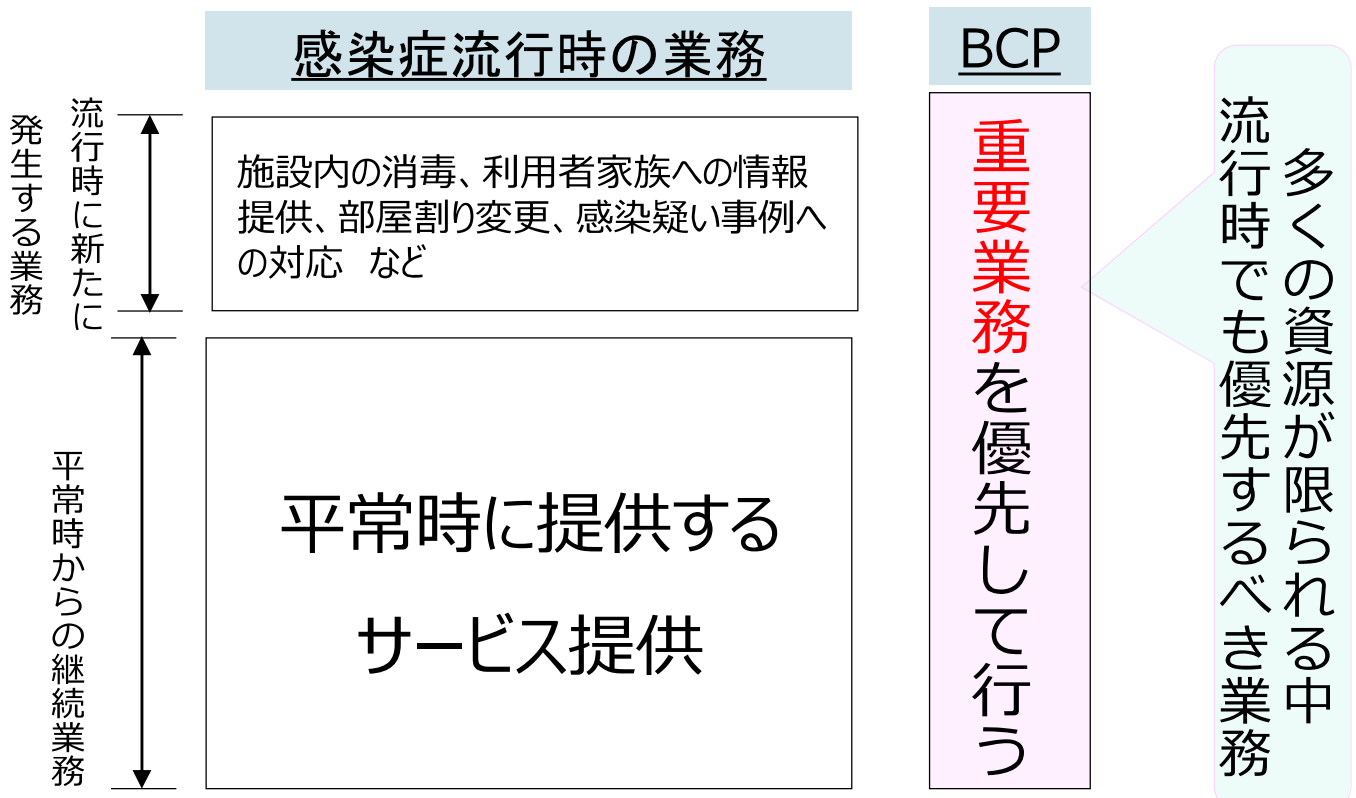 感染症流行時の業務
BCP
流行時に新たに
発生する業務
施設内の消毒、利用者家族への情報
提供、部屋割り変更、感染疑い事例へ
の対応　など
平常時からの継続業務
平常時に提供する
サービス提供
重要業務を優先して行う
多くの資源が限られる中
流行時でも優先するべき業務